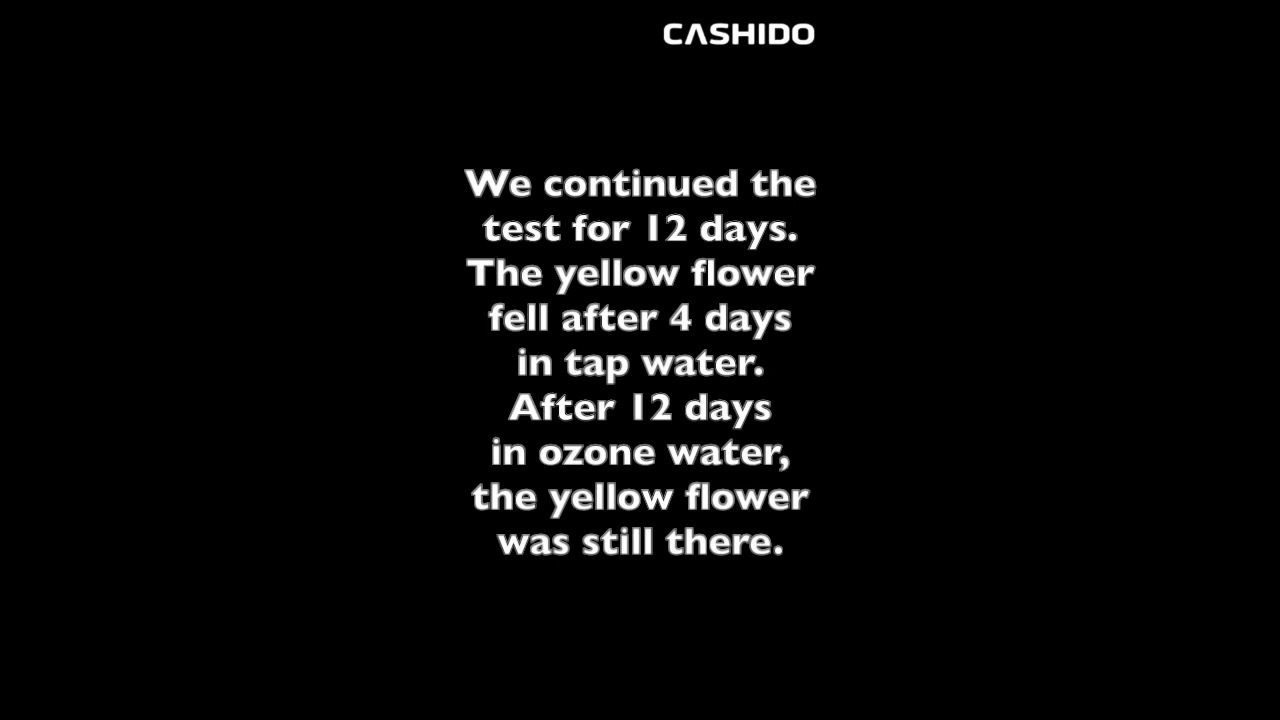 CASHIDO
We continued the
test for 12 days.
The yellow flower
fell after 4 days
in tap water.
After 12 days
in ozone water,
the yellow flower
was still there.